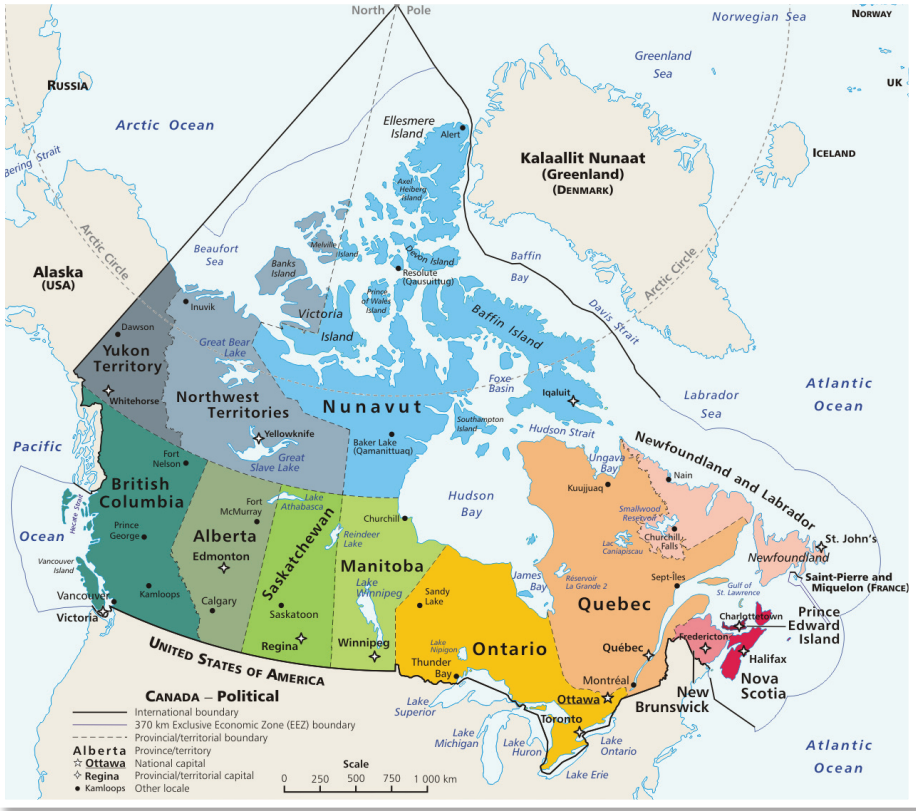 North Pole
Norwegian Sea
NORWAY
Greenland
Sea
RUSSIA
UK
Arctic Ocean
Ellesmere
Island
Alert
Bering Strait
Kalaallit Nunaat
(Greenland)
(DENMARK)
ICELAND
Axel
Heiberg
Island
Arctic Circle
Beaufort
Sea
Melville
Island
Devon Island
Baffin
Bay
Arctic Circle
Alaska
(USA)
Banks
Island
Resolute
(Qausuittug)
Prince
of Wales
Island
Inuvik
Victoria
Island
Baffin Island
Davis Strait
Dawson
Yukon
Territory
Great Bear
Lake
Foxe
Basin
Whitehorse
Northwest
Territories
Nunavut
Iqaluit
Labrador
Sea
Atlantic
Ocean
Southampton
Island
Yellowknife
Baker Lake
(Qamanittuaq)
Hudson Strait
Pacific
Ocean
Fort
Nelson
Great
Slave Lake
Ungava
Bay
Newfoundland and Labrador
Nain
British
Columbia
Kuujjuaq
Hecate Strait
Fort
McMurray
Lake
Athabasca
Hudson
Bay
Smallwood
Reservoir
Churchill
Prince
George
Alberta
Saskatchewan
Reindeer
Lake
Churchill
Falls
Lac
Caniapiscau
St. John's
Edmonton
Newfoundland
Manitoba
Vancouver
Island
James
Bay
Réservoir
La Grande 2
Sept-Îles
Gulf of
St. Lawrence
Saint-Pierre and
Miquelon (FRANCE)
Vancouver
Kamloops
Calgary
Saskatoon
Lake
Winnipeg
Sandy
Lake
Quebec
Charlottetown
Prince
Edward
Island
Victoria
Regina
Winnipeg
Lake
Nipigon
Ontario
Québec
Fredericton
Halifax
Thunder
Bay
Montréal
Nova
Scotia
UNITED STATES OF AMERICA
New
Brunswick
Ottawa
Lake
Superior
Toronto
Lake
Michigan
Lake
Huron
Lake
Ontario
Lake Erie
Atlantic
Ocean
CANADA – Political
International boundary
370 km Exclusive Economic Zone (EEZ) boundary
Provincial/territorial boundary
Alberta Province/territory
Ottawa National capital
Regina Provincial/territorial capital
Kamloops Other locale
Scale
0 250 500 750 1 000 km